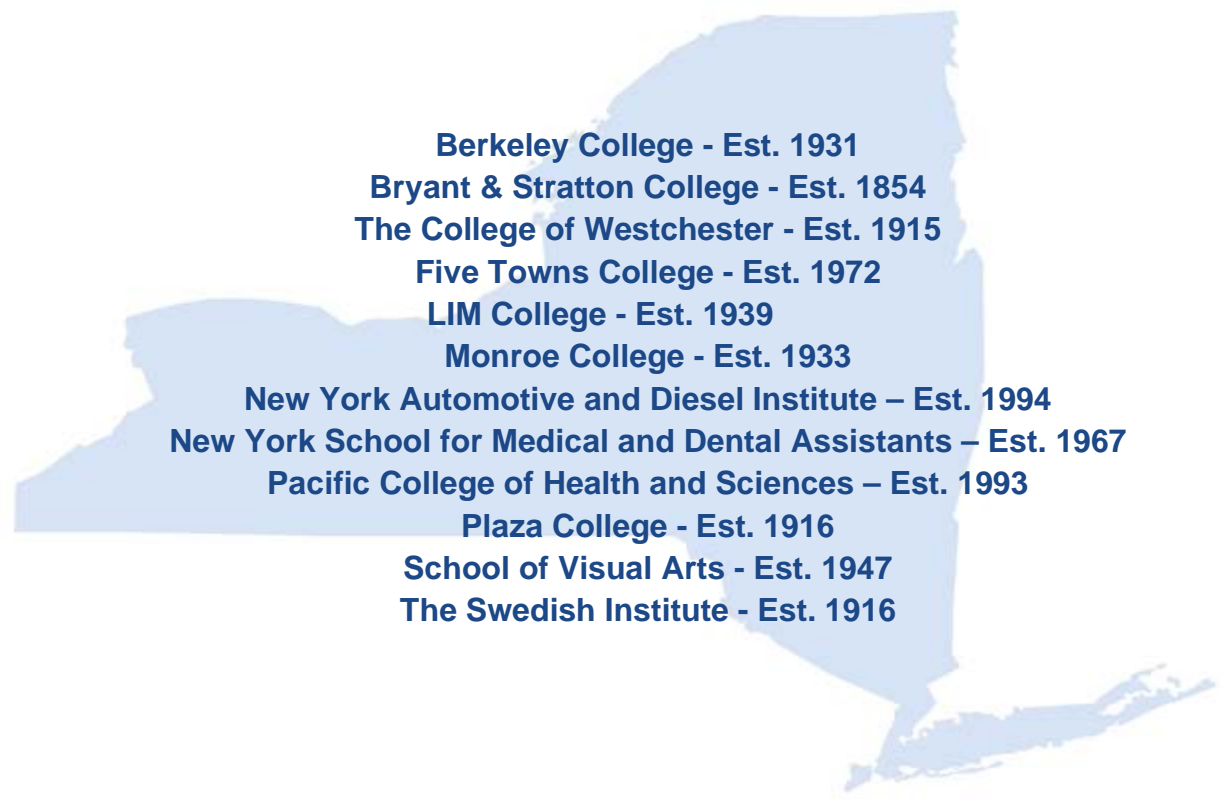 Berkeley College - Est. 1931
Bryant & Stratton College - Est. 1854
The College of Westchester - Est. 1915
Five Towns College - Est. 1972
LIM College - Est. 1939
Monroe College - Est. 1933
New York Automotive and Diesel Institute – Est. 1994
New York School for Medical and Dental Assistants – Est. 1967
Pacific College of Health and Sciences – Est. 1993
Plaza College - Est. 1916
School of Visual Arts - Est. 1947
The Swedish Institute - Est. 1916